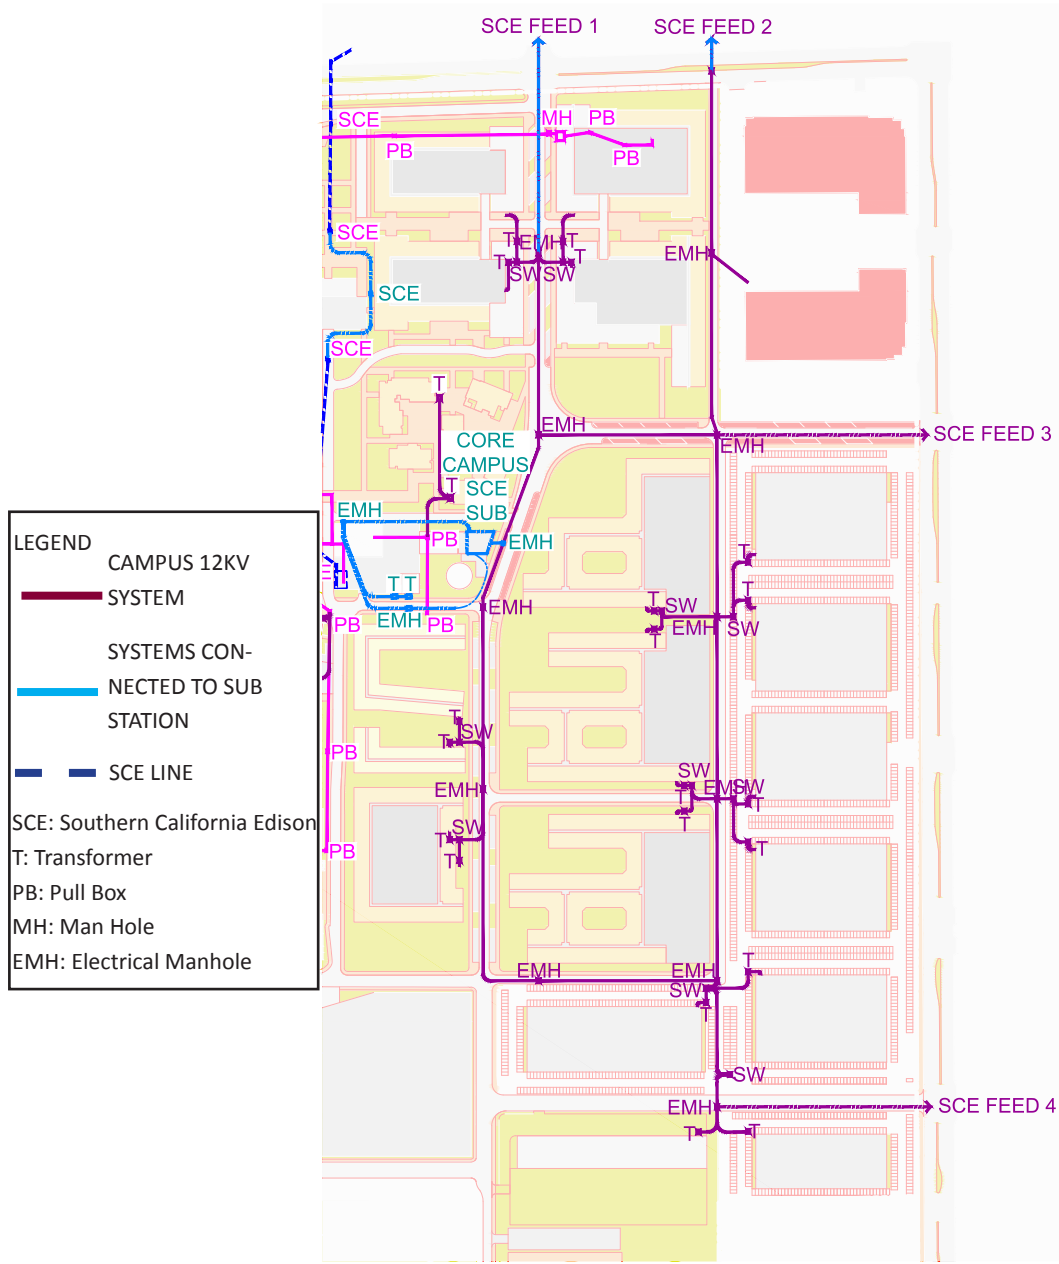 SCE FEED 1
SCE FEED 2
SCE
MH
PB
PB
PB
SCE
T
EMH
T
EMH
T
T
SW
SW
SCE
SCE
T
EMH
SCE FEED 3
CORE
CAMPUS
EMH
SCE
SUB
T
EMH
PB
EMH
T
T
T T
EMH
PB
PB
EMH
T
SW
EMH
SW
T
T
SW
T
EMH
SW
EMH
SW
T
T
T
T
SW
T
T
PB
PB
EMH
EMH
T
SW
T
SW
EMH
SCE FEED 4
T
T
LEGEND
CAMPUS 12KV
SYSTEM
SYSTEMS CON-
NECTED TO SUB
STATION
SCE LINE
SCE: Southern California Edison
T: Transformer
PB: Pull Box
MH: Man Hole
EMH: Electrical Manhole